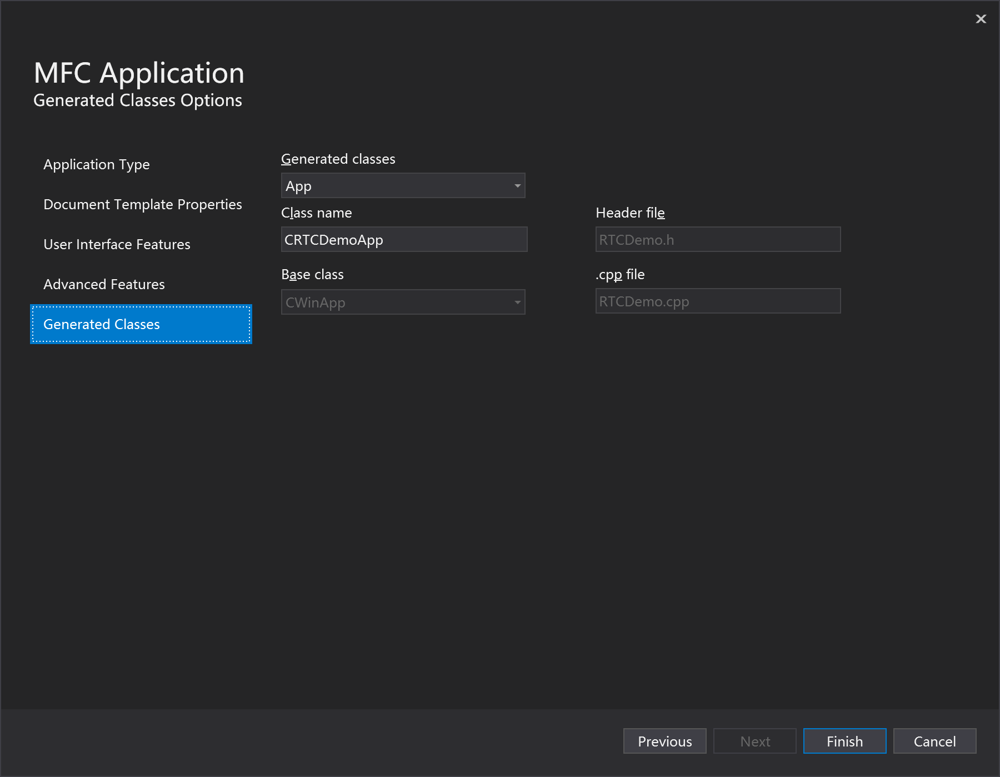 MFC Application
Generated Classes Options
Application Type
Document Template Properties
User Interface Features
Advanced Features
Generated Classes
Generated classes
App
Class name
CRTCDemoApp
Base class
CWinApp
Header file
RTCDemo.h
.cpp file
RTCDemo.cpp
Previous
Next
Finish
Cancel